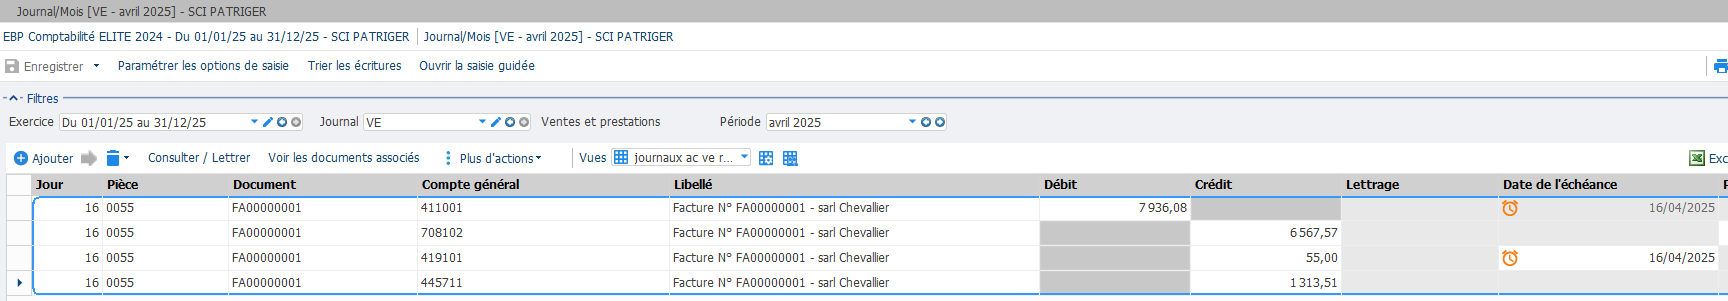 Journal/Mois [VE - avril 2025] - SCI PATRIGER
EBP Comptabilité ELITE 2024 - Du 01/01/25 au 31/12/25 - SCI PATRIGER Journal/Mois [VE - avril 2025] - SCI PATRIGER
Enregistrer Paramétrer les options de saisie Trier les écritures Ouvrir la saisie guidée
Filtres
Exercice Du 01/01/25 au 31/12/25 Journal VE Ventes et prestations Période avril 2025
Ajouter Consulter / Lettrer Voir les documents associés Plus d'actions Vues journaux ac ve r... Exc
Jour Pièce Document Compte général Libellé Débit Crédit Lettrage Date de l'échéance
16 0055 FA00000001 411001 Facture N° FA00000001 - sarl Chevallier 7 936,08 16/04/2025
16 0055 FA00000001 708102 Facture N° FA00000001 - sarl Chevallier 6 567,57
16 0055 FA00000001 419101 Facture N° FA00000001 - sarl Chevallier 55,00 16/04/2025
16 0055 FA00000001 445711 Facture N° FA00000001 - sarl Chevallier 1 313,51